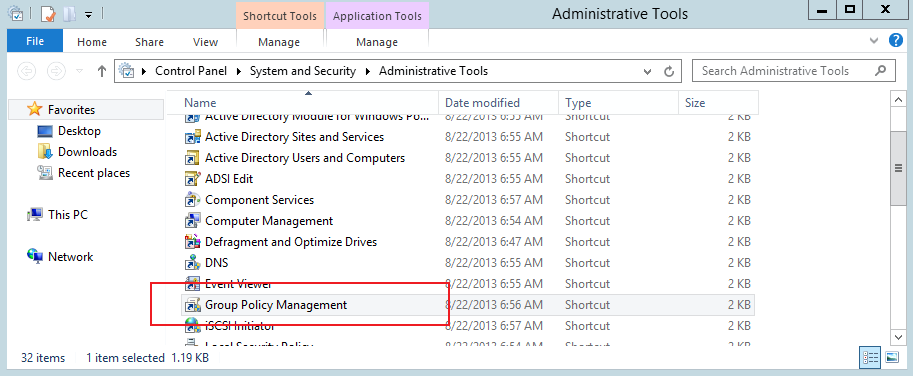 Shortcut Tools Application Tools Administrative Tools
File Home Share View Manage Manage
Control Panel System and Security Administrative Tools Search Administrative Tools
Favorites
Desktop
Downloads
Recent places
This PC
Network
Name Date modified Type Size
Active Directory Module for Windows Po... 8/22/2013 6:55 AM Shortcut 2 KB
Active Directory Sites and Services 8/22/2013 6:55 AM Shortcut 2 KB
Active Directory Users and Computers 8/22/2013 6:55 AM Shortcut 2 KB
ADSI Edit 8/22/2013 6:55 AM Shortcut 2 KB
Component Services 8/22/2013 6:57 AM Shortcut 2 KB
Computer Management 8/22/2013 6:54 AM Shortcut 2 KB
Defragment and Optimize Drives 8/22/2013 6:47 AM Shortcut 2 KB
DNS 8/22/2013 6:55 AM Shortcut 2 KB
Event Viewer 8/22/2013 6:55 AM Shortcut 2 KB
Group Policy Management 8/22/2013 6:56 AM Shortcut 2 KB
iSCSI Initiator 8/22/2013 6:57 AM Shortcut 2 KB
Local Security Policy 8/22/2013 6:54 AM Shortcut 2 KB
32 items 1 item selected 1.19 KB